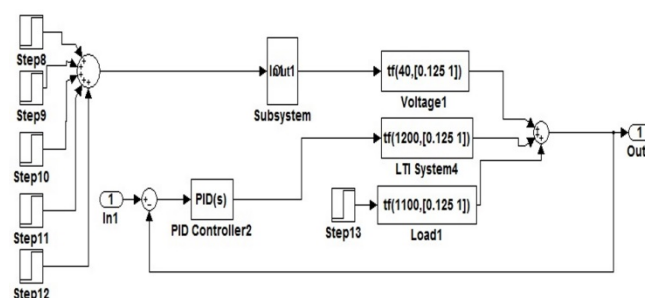 Step8
Step9
Step10
Step11
Step12
Out1
Subsystem
tf(40,[0.125 1])
Voltage1
tf(1200,[0.125 1])
LTI System4
1
In1
PID(s)
PID Controller2
Step13
tf(1100,[0.125 1])
Load1
1
Out